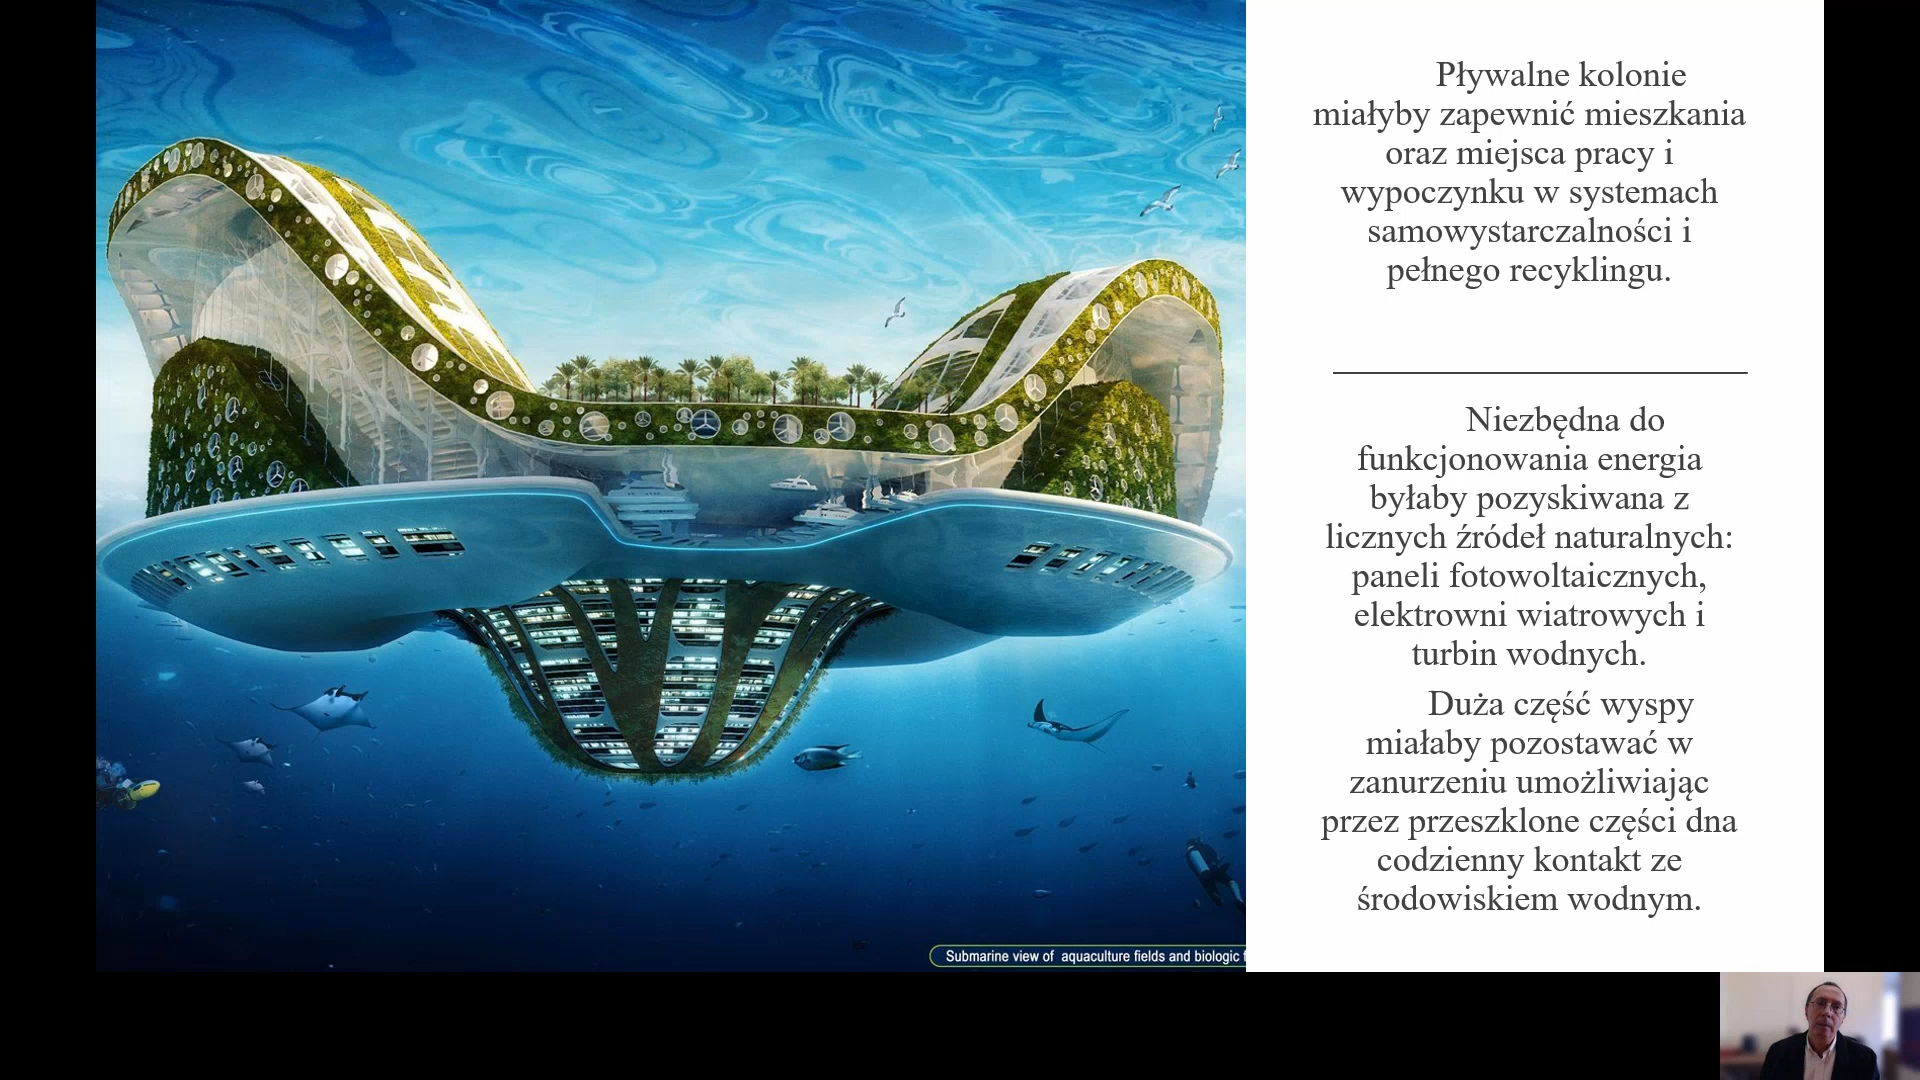 Pływalne kolonie
miałyby zapewnić mieszkania
oraz miejsca pracy i
wypoczynku w systemach
samowystarczalności i
pełnego recyklingu.
Niezbędna do
funkcjonowania energia
byłaby pozyskiwana z
licznych źródeł naturalnych:
paneli fotowoltaicznych,
elektrowni wiatrowych i
turbin wodnych.
Duża część wyspy
miałaby pozostawać w
zanurzeniu umożliwiając
przez przeszklone części dna
codzienny kontakt ze
środowiskiem wodnym.
Submarine view of aquaculture fields and biologic